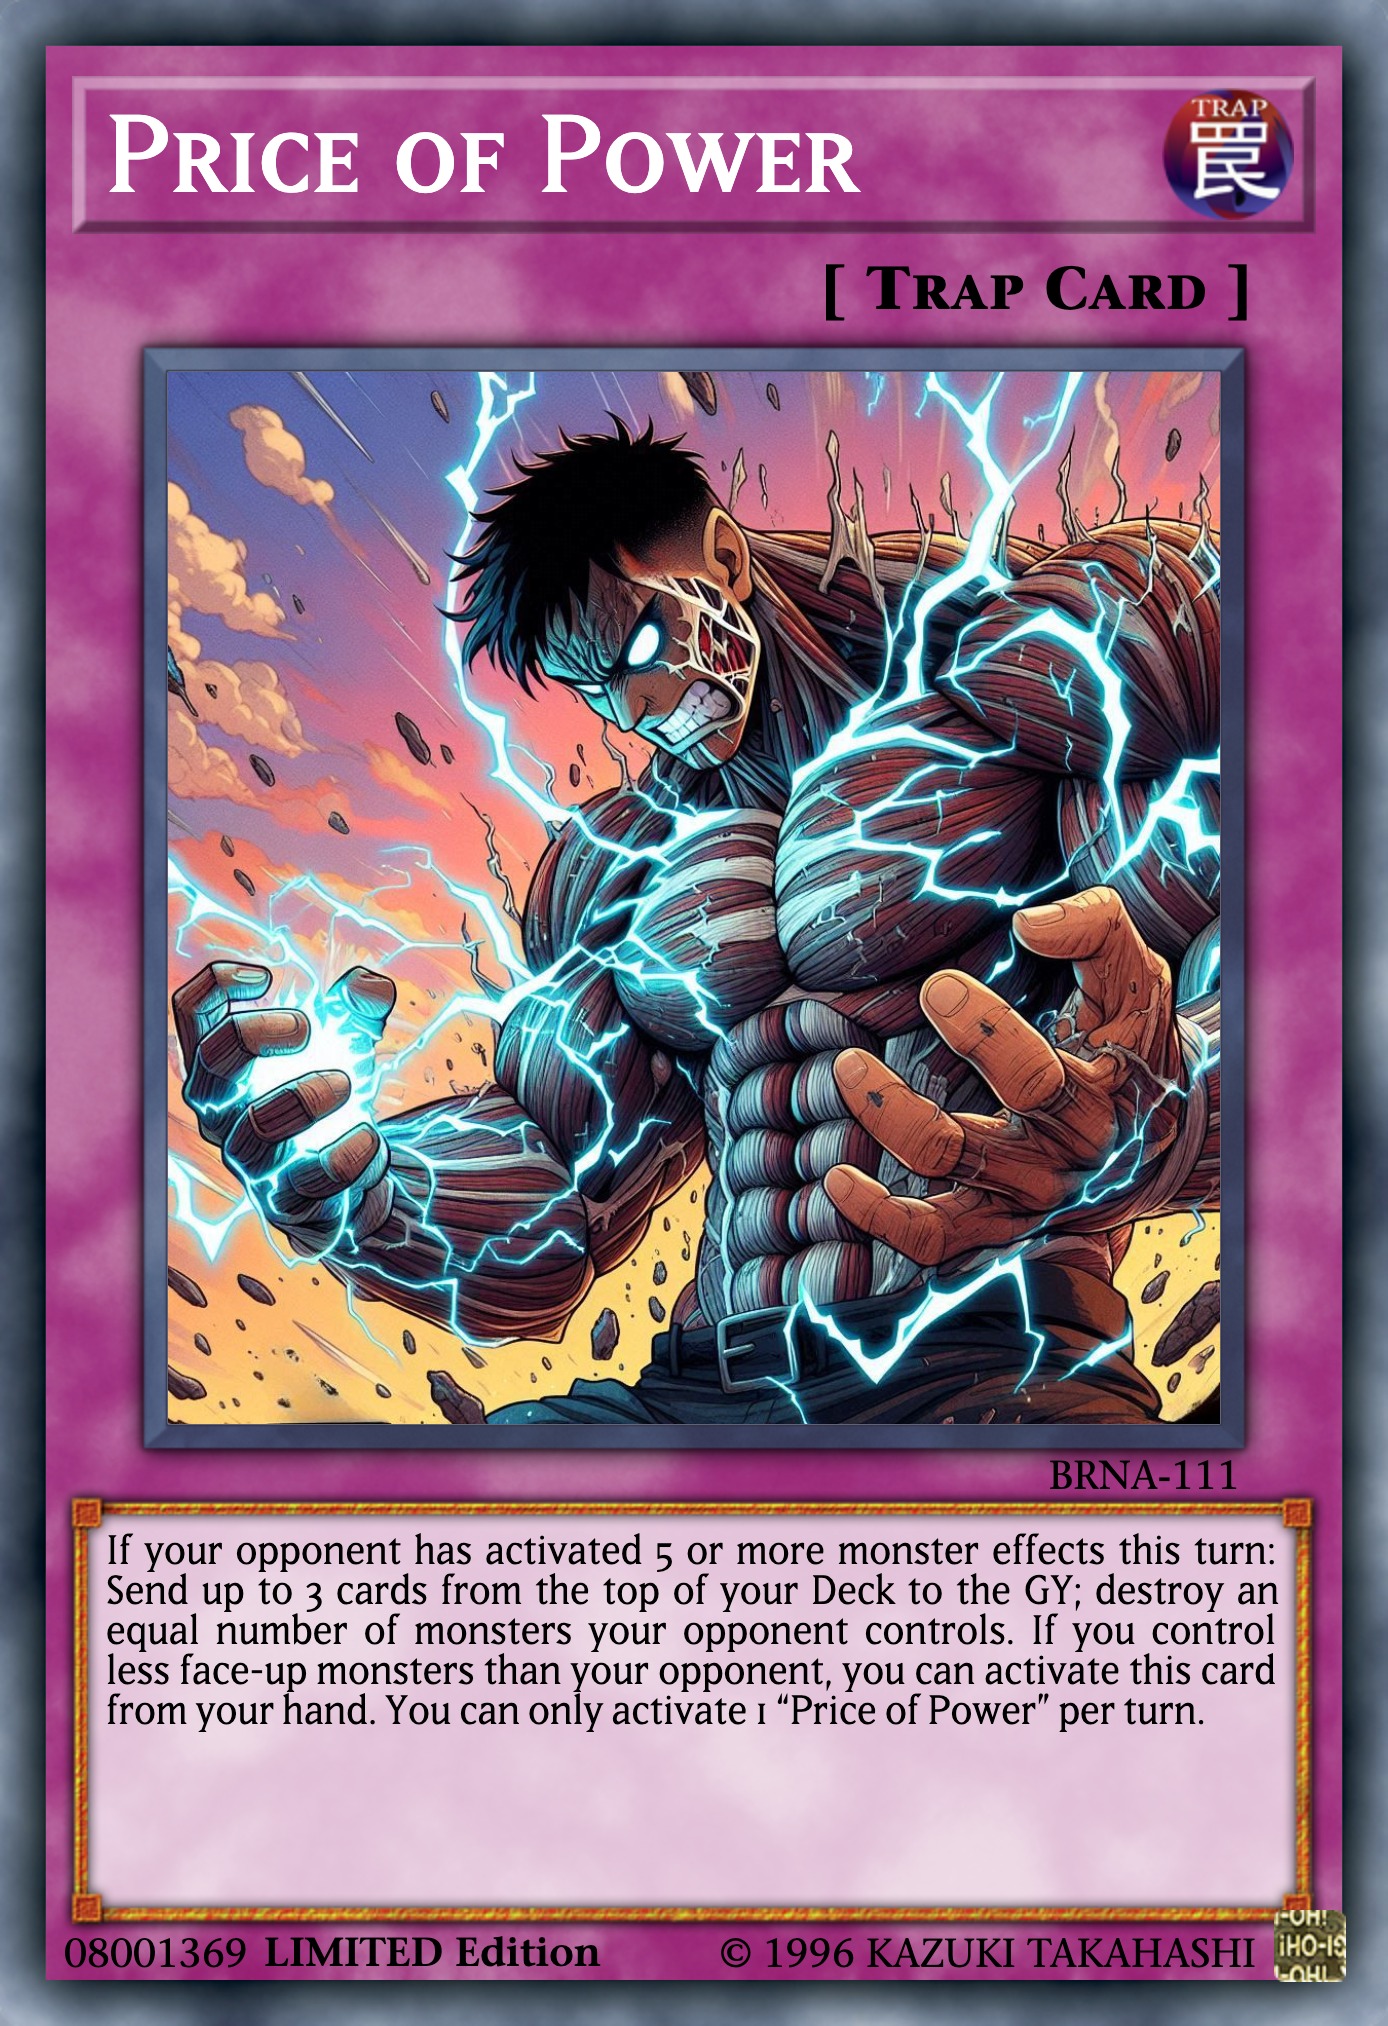 PRICE OF POWER
TRAP
罠
[ TRAP CARD ]
BRNA-111
If your opponent has activated 5 or more monster effects this turn:
Send up to 3 cards from the top of your Deck to the GY; destroy an
equal number of monsters your opponent controls. If you control
less face-up monsters than your opponent, you can activate this card
from your hand. You can only activate 1 “Price of Power” per turn.
08001369 LIMITED Edition
© 1996 KAZUKI TAKAHASHI